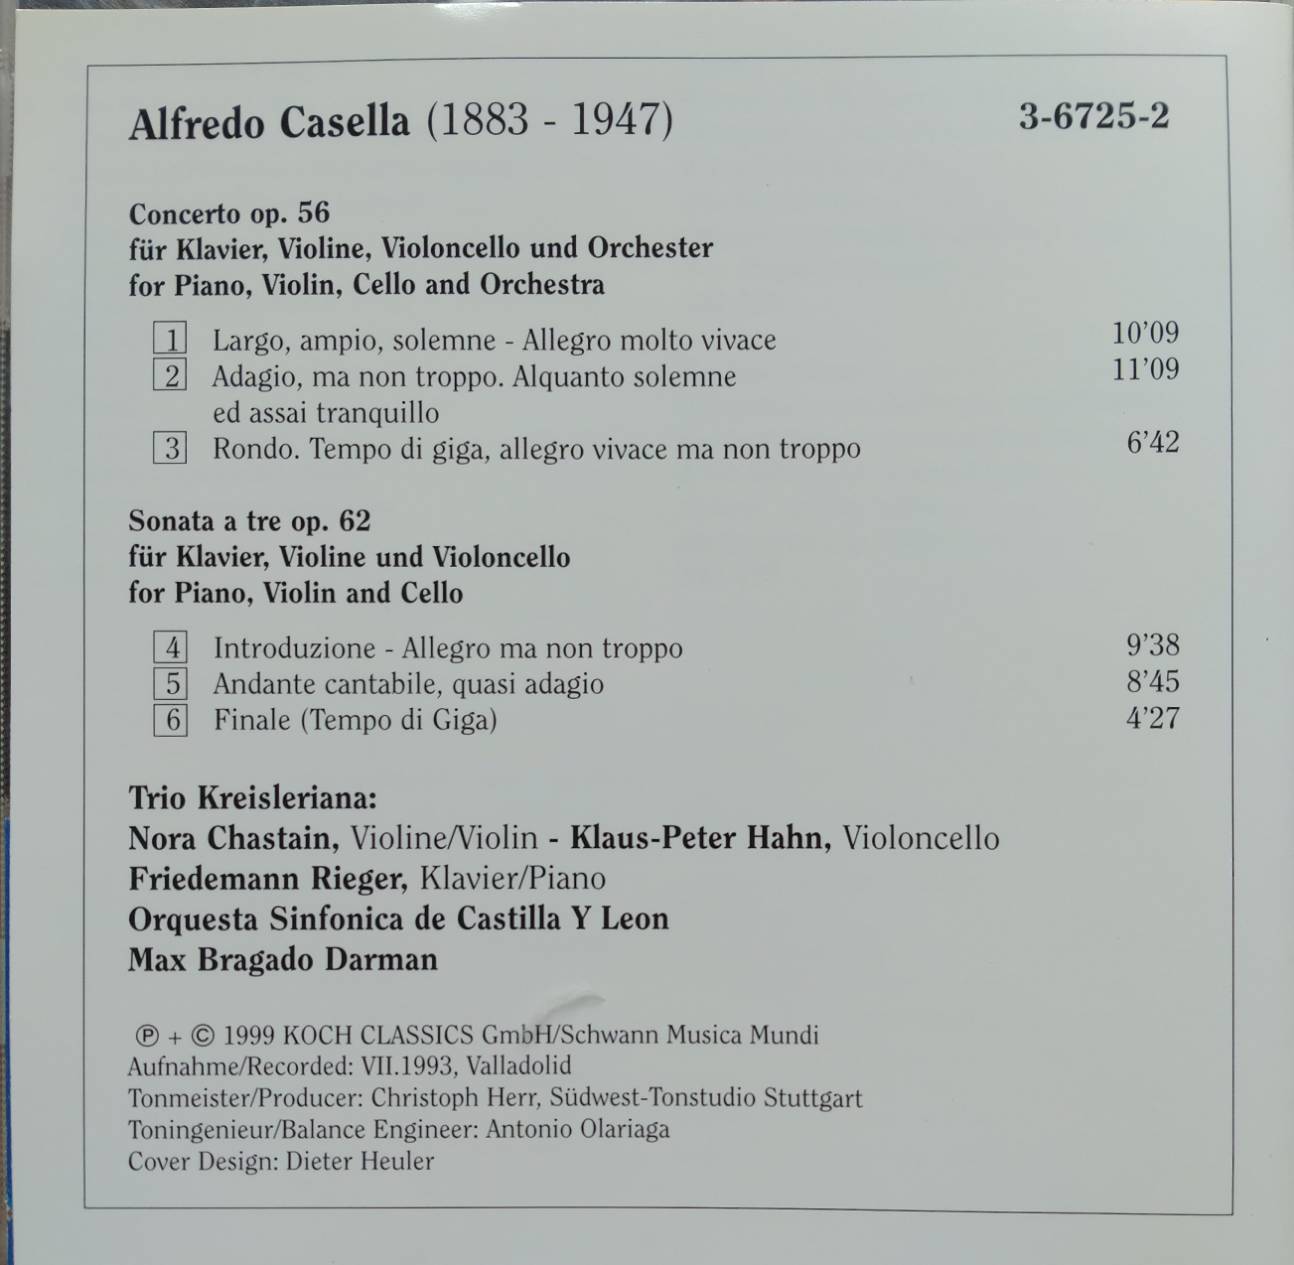 Alfredo Casella (1883 - 1947) 3-6725-2
Concerto op. 56
für Klavier, Violine, Violoncello und Orchester
for Piano, Violin, Cello and Orchestra
1 Largo, ampio, solemne - Allegro molto vivace 10'09
2 Adagio, ma non troppo. Alquanto solemne 11'09
ed assai tranquillo
3 Rondo. Tempo di giga, allegro vivace ma non troppo 6'42
Sonata a tre op. 62
für Klavier, Violine und Violoncello
for Piano, Violin and Cello
4 Introduzione - Allegro ma non troppo 9'38
5 Andante cantabile, quasi adagio 8'45
6 Finale (Tempo di Giga) 4'27
Trio Kreisleriana:
Nora Chastain, Violine/Violin - Klaus-Peter Hahn, Violoncello
Friedemann Rieger, Klavier/Piano
Orquesta Sinfonica de Castilla Y Leon
Max Bragado Darman
℗ + © 1999 KOCH CLASSICS GmbH/Schwann Musica Mundi
Aufnahme/Recorded: VII.1993, Valladolid
Tonmeister/Producer: Christoph Herr, Südwest-Tonstudio Stuttgart
Toningenieur/Balance Engineer: Antonio Olariaga
Cover Design: Dieter Heuler